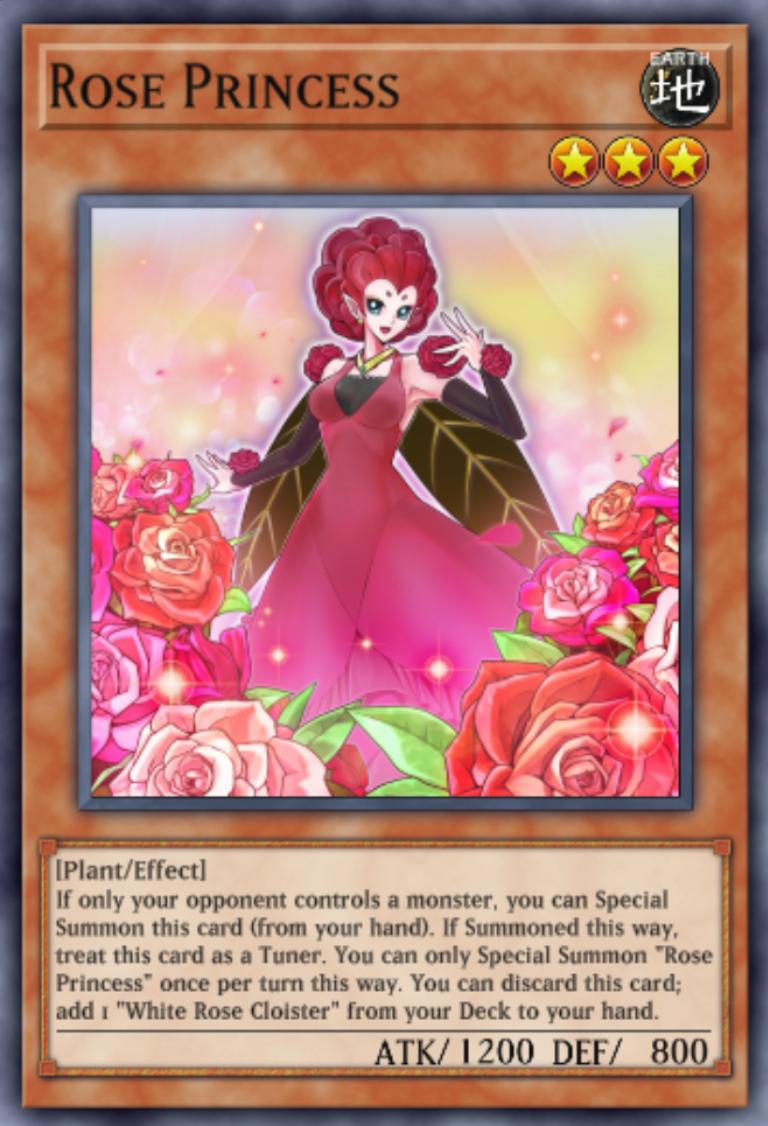 Rose Princess
EARTH
地
[Plant/Effect]
If only your opponent controls a monster, you can Special
Summon this card (from your hand). If Summoned this way,
treat this card as a Tuner. You can only Special Summon "Rose
Princess" once per turn this way. You can discard this card;
add 1 "White Rose Cloister" from your Deck to your hand.
ATK/ 1200 DEF/ 800